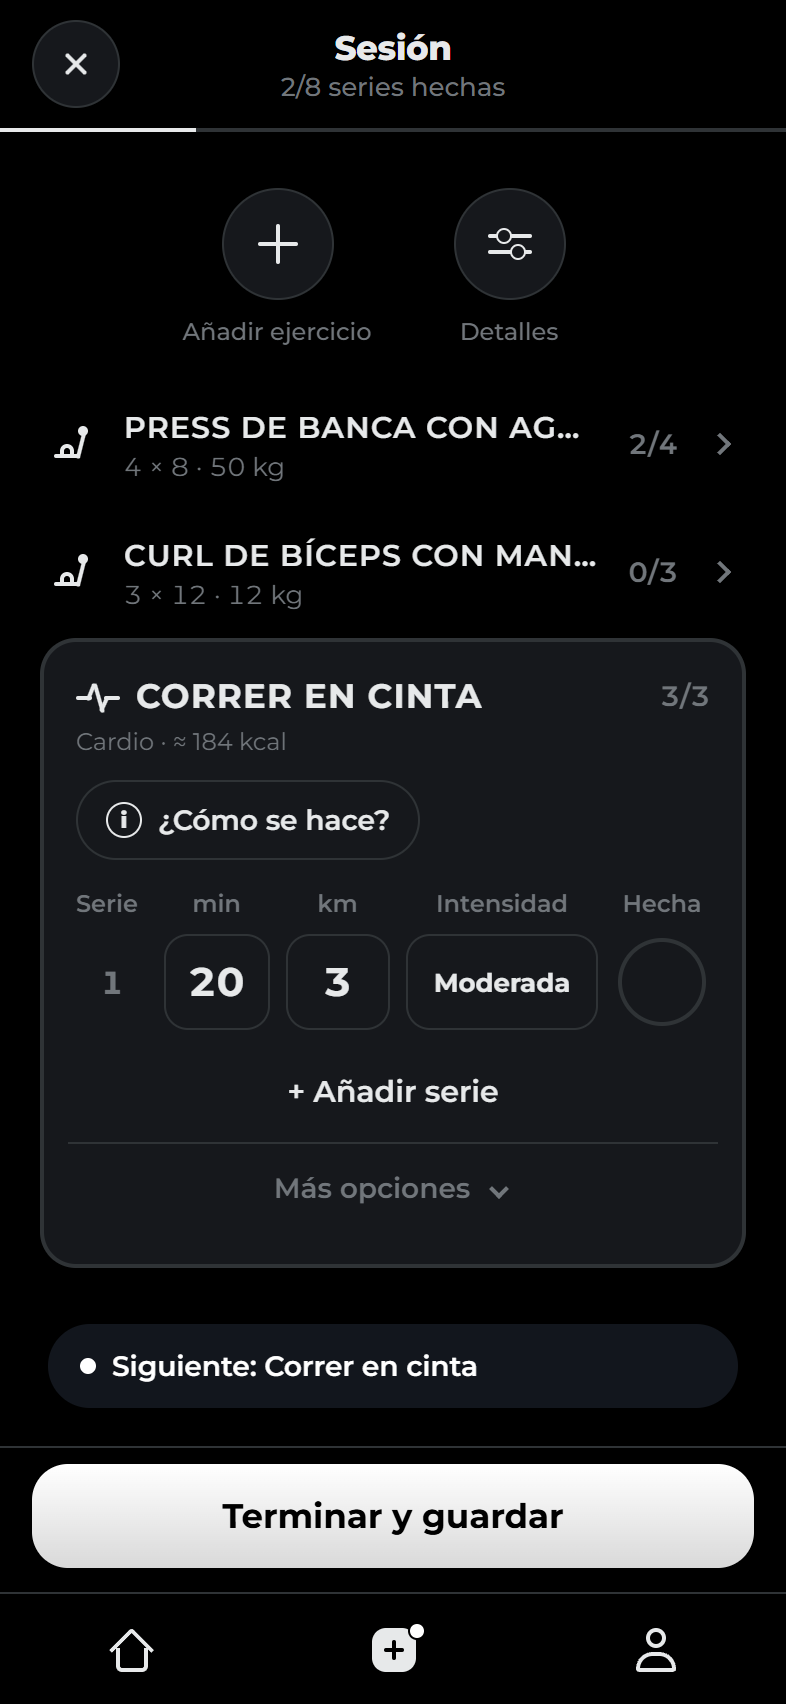 Sesión
2/8 series hechas
Añadir ejercicio
Detalles
PRESS DE BANCA CON AG...
4 × 8 · 50 kg
2/4
CURL DE BÍCEPS CON MAN...
3 × 12 · 12 kg
0/3
CORRER EN CINTA
3/3
Cardio · ≈ 184 kcal
¿Cómo se hace?
Serie min km Intensidad Hecha
1 20 3 Moderada
+ Añadir serie
Más opciones
Siguiente: Correr en cinta
Terminar y guardar